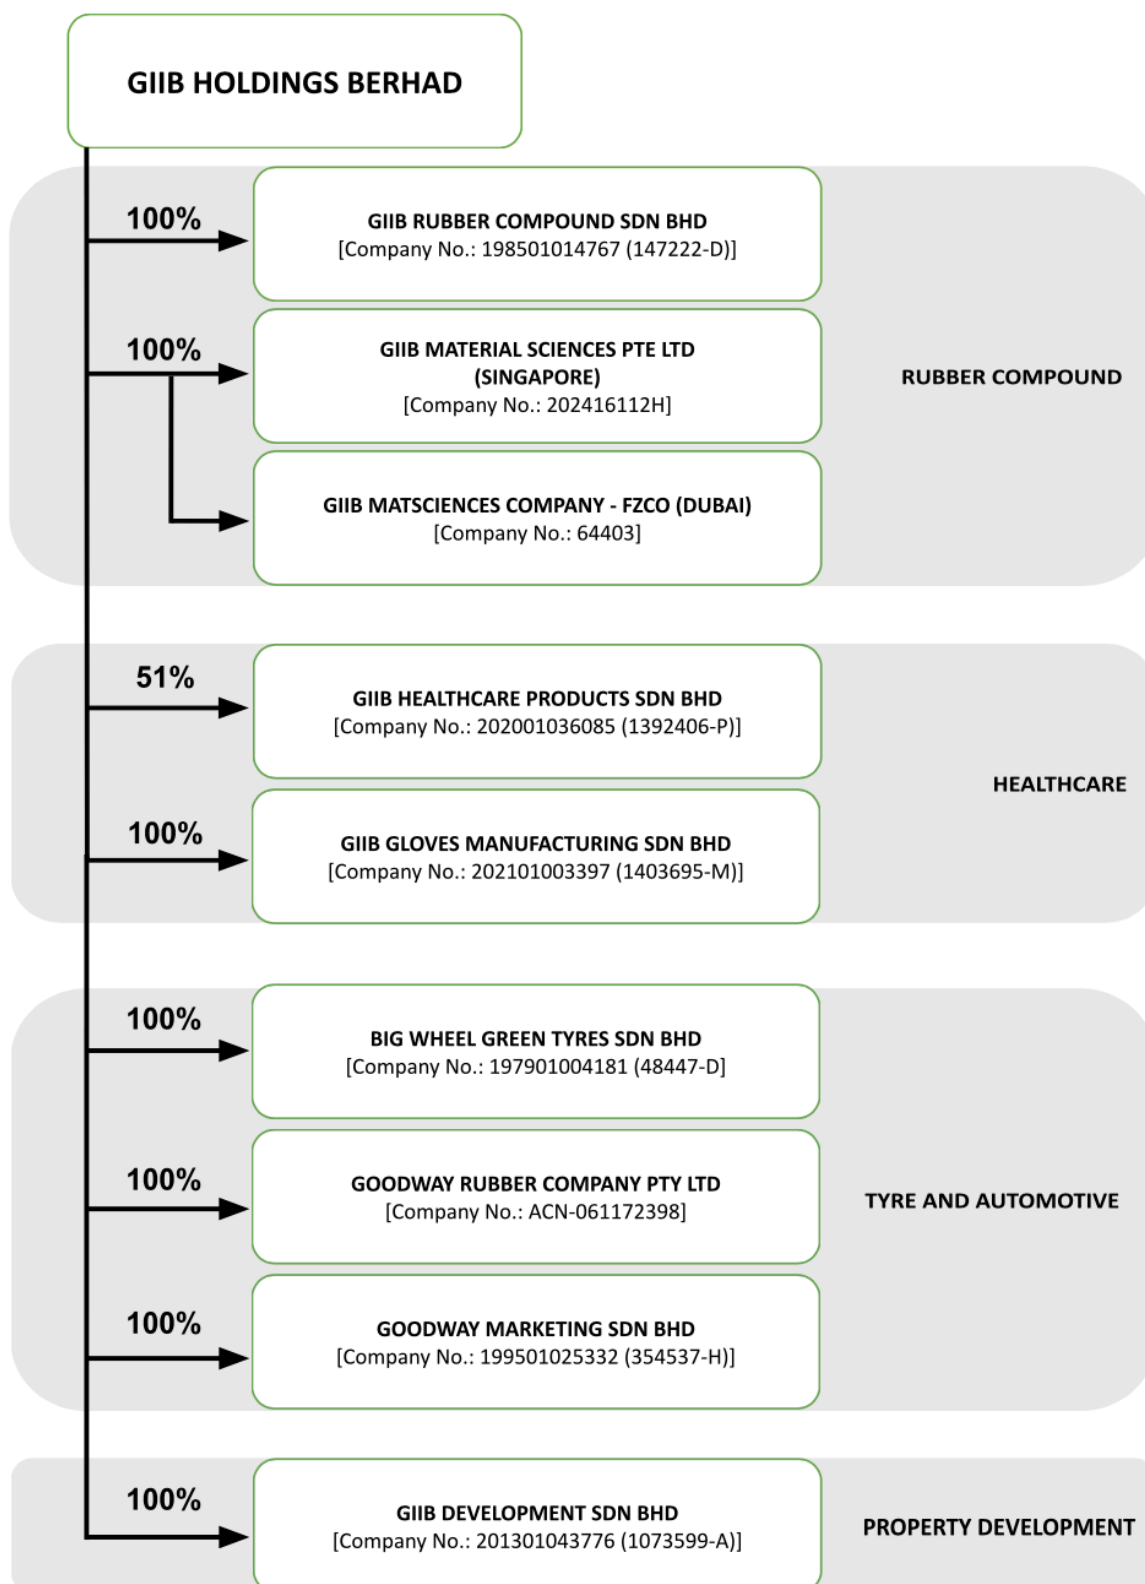 GIIB HOLDINGS BERHAD
100%
GIIB RUBBER COMPOUND SDN BHD
[Company No.: 198501014767 (147222-D)]
100%
GIIB MATERIAL SCIENCES PTE LTD
(SINGAPORE)
[Company No.: 202416112H]
RUBBER COMPOUND
GIIB MATSCIENCES COMPANY - FZCO (DUBAI)
[Company No.: 64403]
51%
GIIB HEALTHCARE PRODUCTS SDN BHD
[Company No.: 202001036085 (1392406-P)]
HEALTHCARE
100%
GIIB GLOVES MANUFACTURING SDN BHD
[Company No.: 202101003397 (1403695-M)]
100%
BIG WHEEL GREEN TYRES SDN BHD
[Company No.: 197901004181 (48447-D]
100%
GOODWAY RUBBER COMPANY PTY LTD
[Company No.: ACN-061172398]
TYRE AND AUTOMOTIVE
100%
GOODWAY MARKETING SDN BHD
[Company No.: 199501025332 (354537-H)]
100%
GIIB DEVELOPMENT SDN BHD
[Company No.: 201301043776 (1073599-A)]
PROPERTY DEVELOPMENT